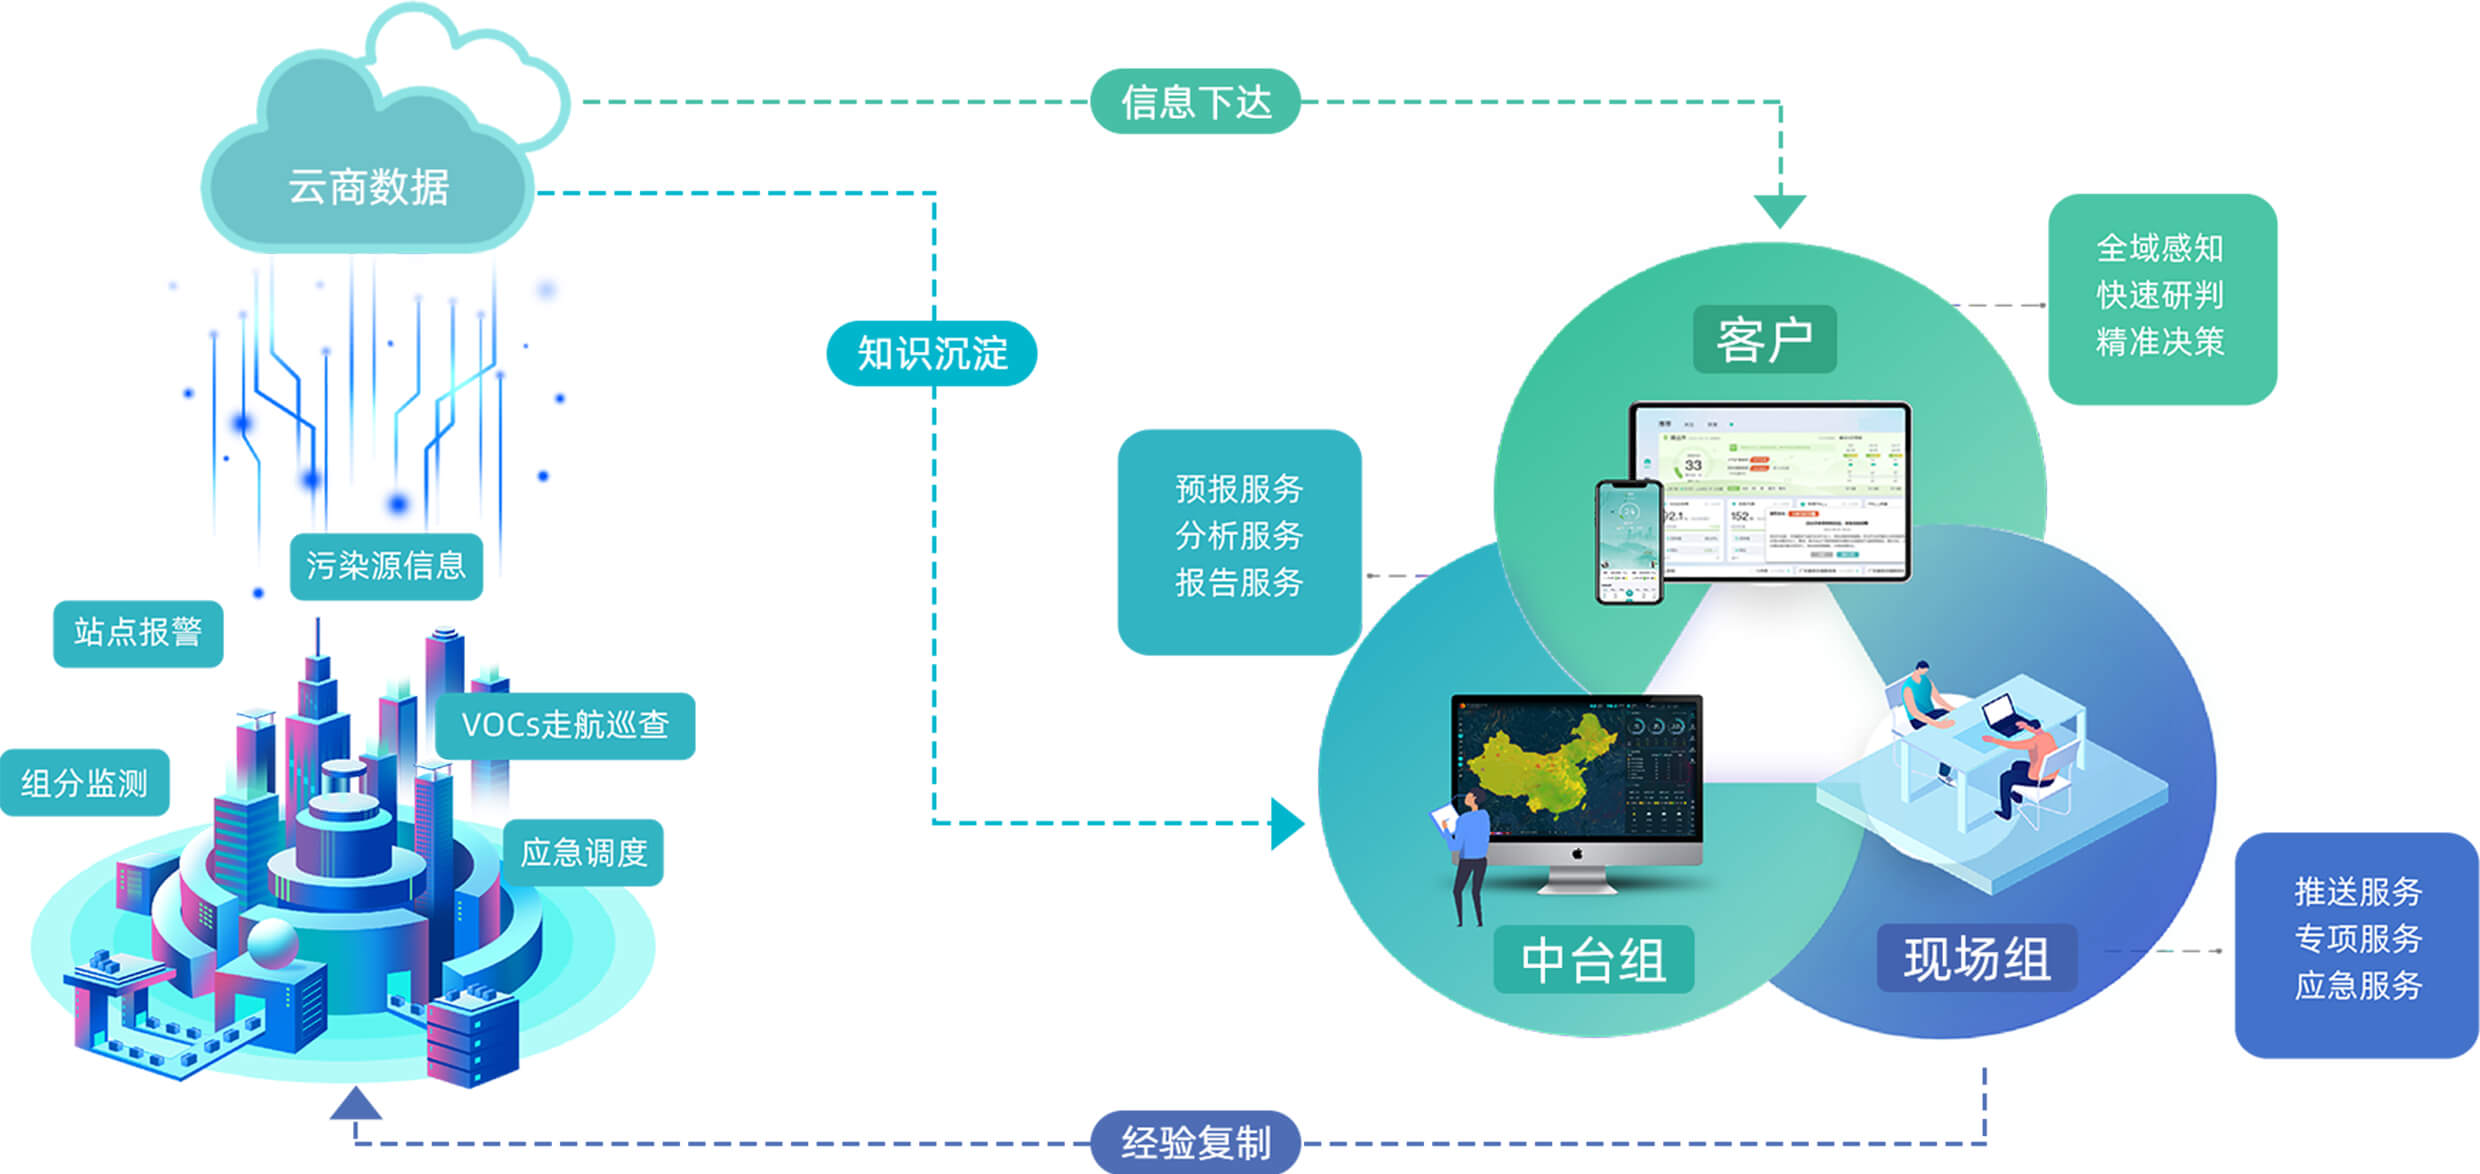 信息下达
云商数据
全域感知
快速研判
精准决策
客户
知识沉淀
预报服务
分析服务
报告服务
33
92.1
152
污染源信息
站点报警
VOCs走航巡查
组分监测
应急调度
推送服务
专项服务
应急服务
中台组
现场组
经验复制